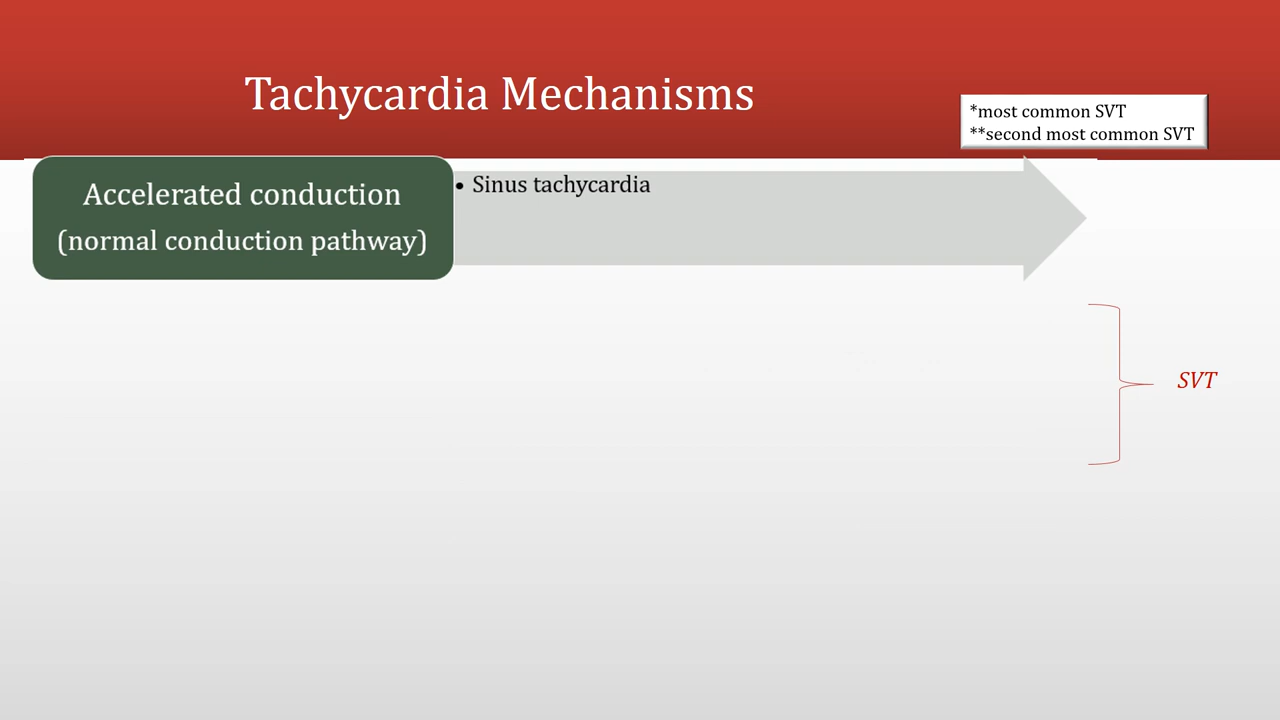 Tachycardia Mechanisms
*most common SVT
**second most common SVT
Accelerated conduction
(normal conduction pathway)
• Sinus tachycardia
SVT